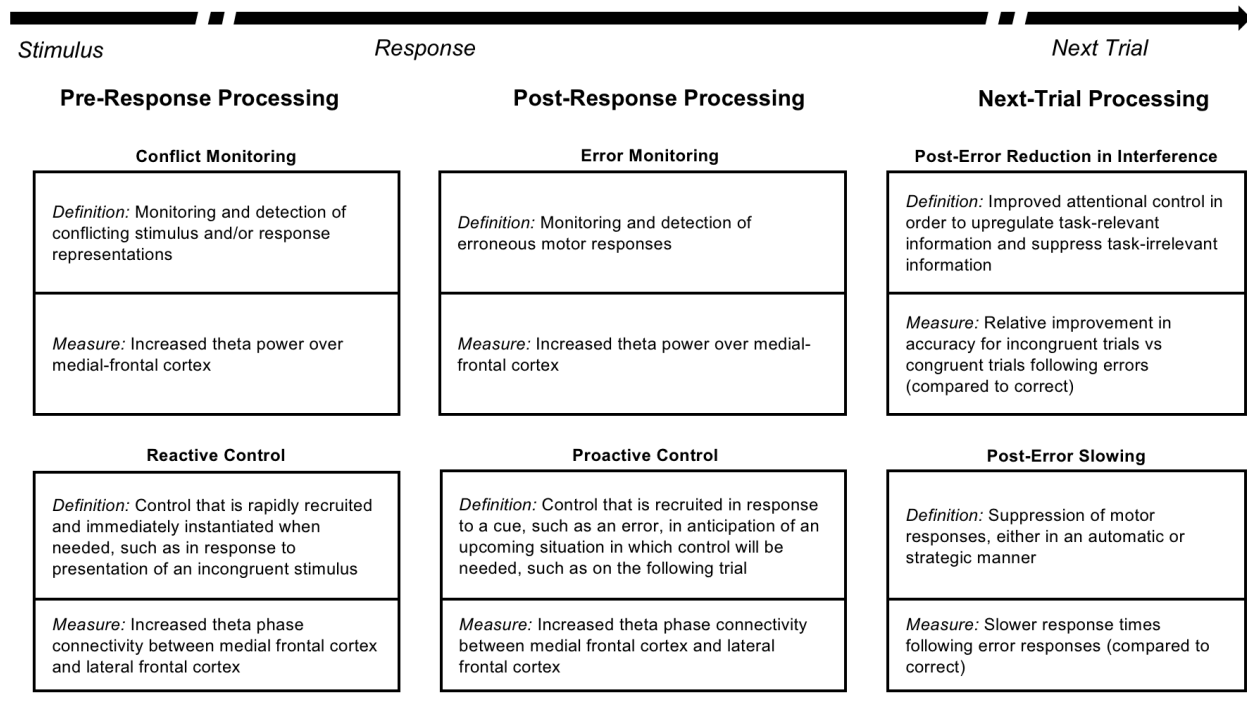 Stimulus
Response
Next Trial
Pre-Response Processing
Post-Response Processing
Next-Trial Processing
Conflict Monitoring
Definition: Monitoring and detection of
conflicting stimulus and/or response
representations
Measure: Increased theta power over
medial-frontal cortex
Error Monitoring
Definition: Monitoring and detection of
erroneous motor responses
Measure: Increased theta power over medial-
frontal cortex
Post-Error Reduction in Interference
Definition: Improved attentional control in
order to upregulate task-relevant
information and suppress task-irrelevant
information
Measure: Relative improvement in
accuracy for incongruent trials vs
congruent trials following errors
(compared to correct)
Reactive Control
Definition: Control that is rapidly recruited
and immediately instantiated when
needed, such as in response to
presentation of an incongruent stimulus
Measure: Increased theta phase
connectivity between medial frontal cortex
and lateral frontal cortex
Proactive Control
Definition: Control that is recruited in response
to a cue, such as an error, in anticipation of an
upcoming situation in which control will be
needed, such as on the following trial
Measure: Increased theta phase connectivity
between medial frontal cortex and lateral
frontal cortex
Post-Error Slowing
Definition: Suppression of motor
responses, either in an automatic or
strategic manner
Measure: Slower response times
following error responses (compared to
correct)